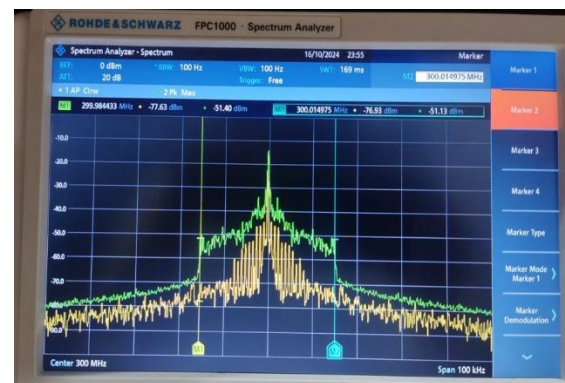 ROHDE&SCHWARZ FPC1000 · Spectrum Analyzer
Spectrum Analyzer - Spectrum 16/10/2024 23:55 Marker
REF: 0 dBm RBW: 100 Hz VBW: 100 Hz SWT: 169 ms
ATT: 20 dB Trigger: Free M2 300.014975 MHz
1 AP Clrw 2 Pk Max
M1 299.984433 MHz -77.63 dBm -51.40 dBm M2 300.014975 MHz -76.93 dBm -51.13 dBm
Marker 1
Marker 2
Marker 3
Marker 4
Marker Type
Marker Mode
Marker 1
Marker
Demodulation
-10.0
-20.0
-30.0
-40.0
-50.0
-60.0
-70.0
-90.0
M1
M2
Center 300 MHz Span 100 kHz